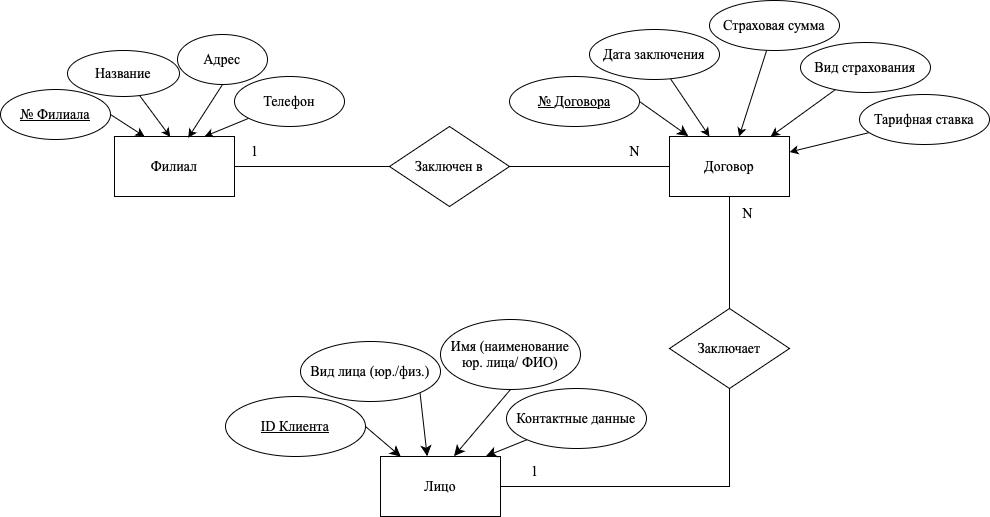 Страховая сумма
Дата заключения
Адрес
Вид страхования
Название
№ Филиала
Телефон
№ Договора
Тарифная ставка
Филиал
1
Заключен в
N
Договор
N
Заключает
Имя (наименование
юр. лица/ ФИО)
Вид лица (юр./физ.)
ID Клиента
Контактные данные
Лицо
1